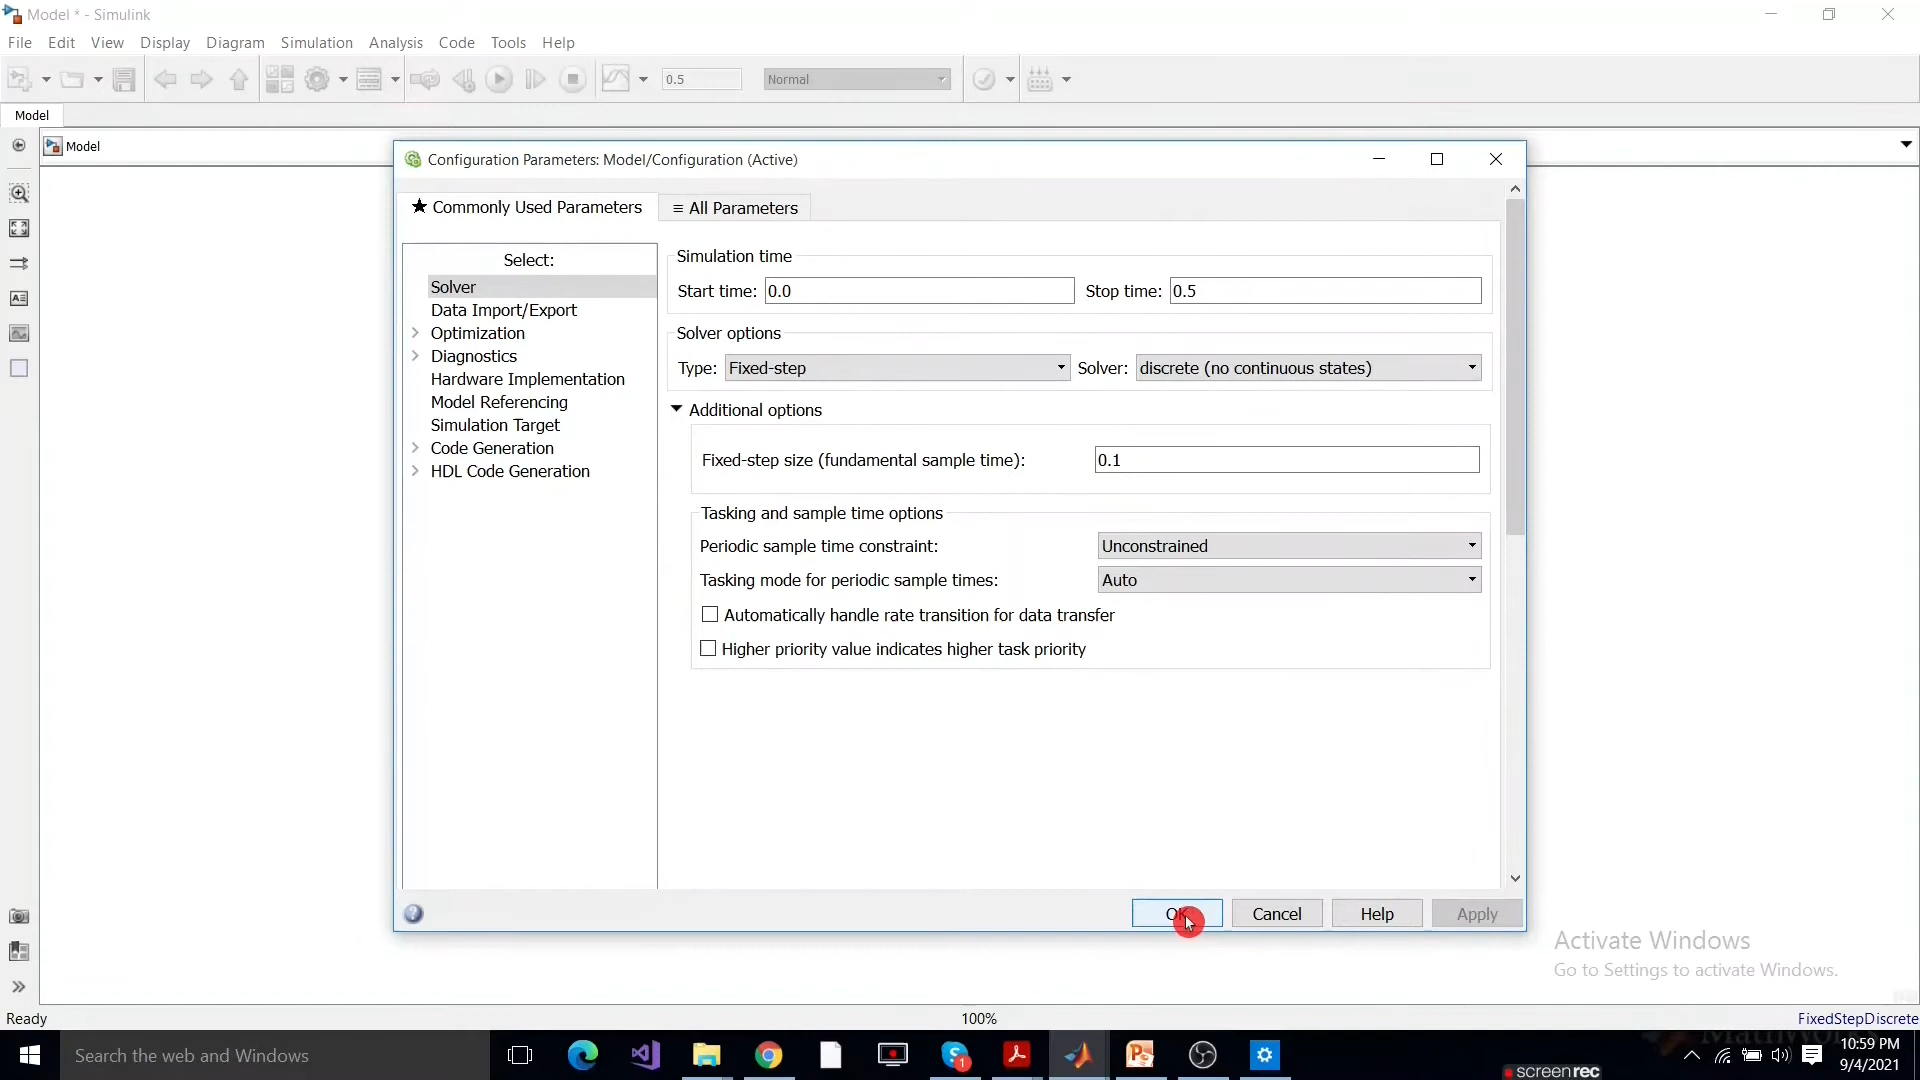 Model * - Simulink
File Edit View Display Diagram Simulation Analysis Code Tools Help
0.5 Normal
Model
Model
Configuration Parameters: Model/Configuration (Active)
★ Commonly Used Parameters ≡ All Parameters
Select:
Solver
Data Import/Export
Optimization
Diagnostics
Hardware Implementation
Model Referencing
Simulation Target
Code Generation
HDL Code Generation
Simulation time
Start time: 0.0 Stop time: 0.5
Solver options
Type: Fixed-step Solver: discrete (no continuous states)
Additional options
Fixed-step size (fundamental sample time): 0.1
Tasking and sample time options
Periodic sample time constraint: Unconstrained
Tasking mode for periodic sample times: Auto
Automatically handle rate transition for data transfer
Higher priority value indicates higher task priority
OK Cancel Help Apply
Activate Windows
Go to Settings to activate Windows.
Ready 100% FixedStepDiscrete
Search the web and Windows
1
10:59 PM
9/4/2021
screenrec